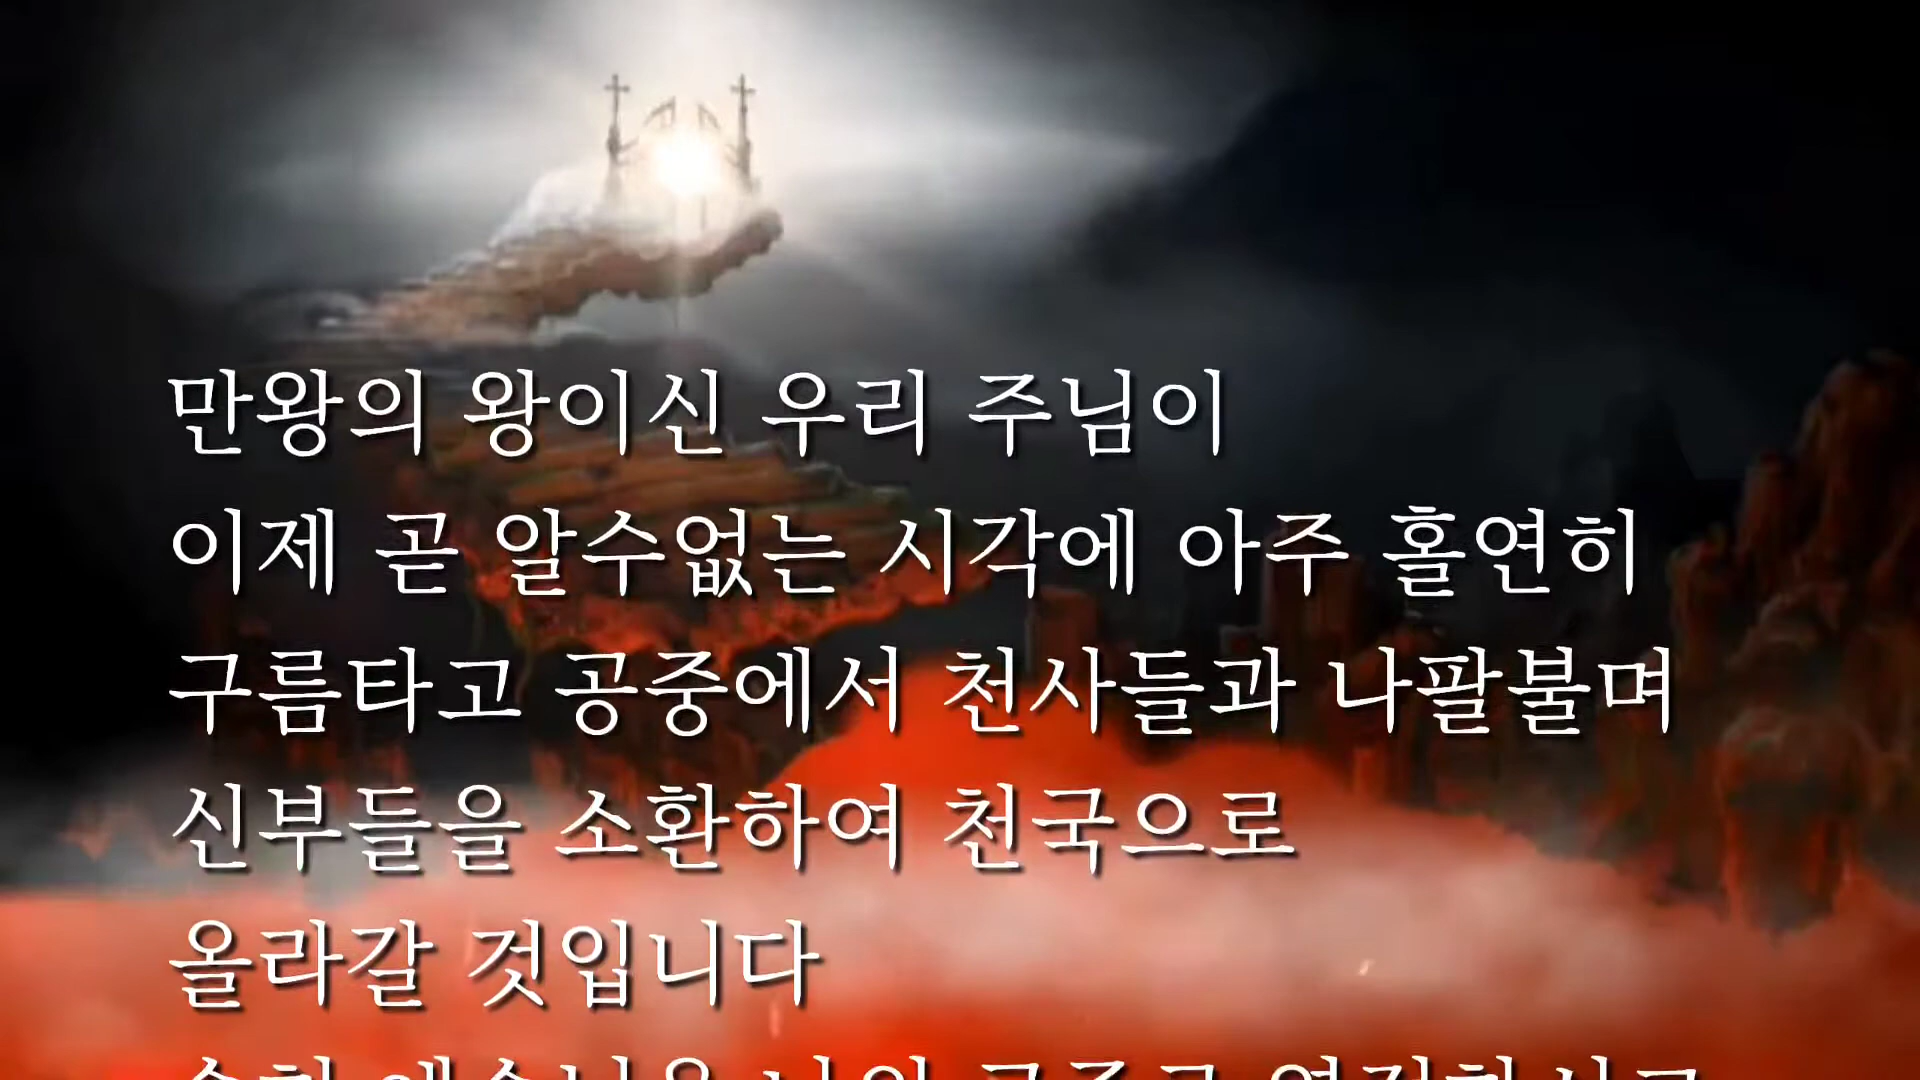 만왕의 왕이신 우리 주님이
이제 곧 알수없는 시각에 아주 홀연히
구름타고 공중에서 천사들과 나팔불며
신부들을 소환하여 천국으로
올라갈 것입니다